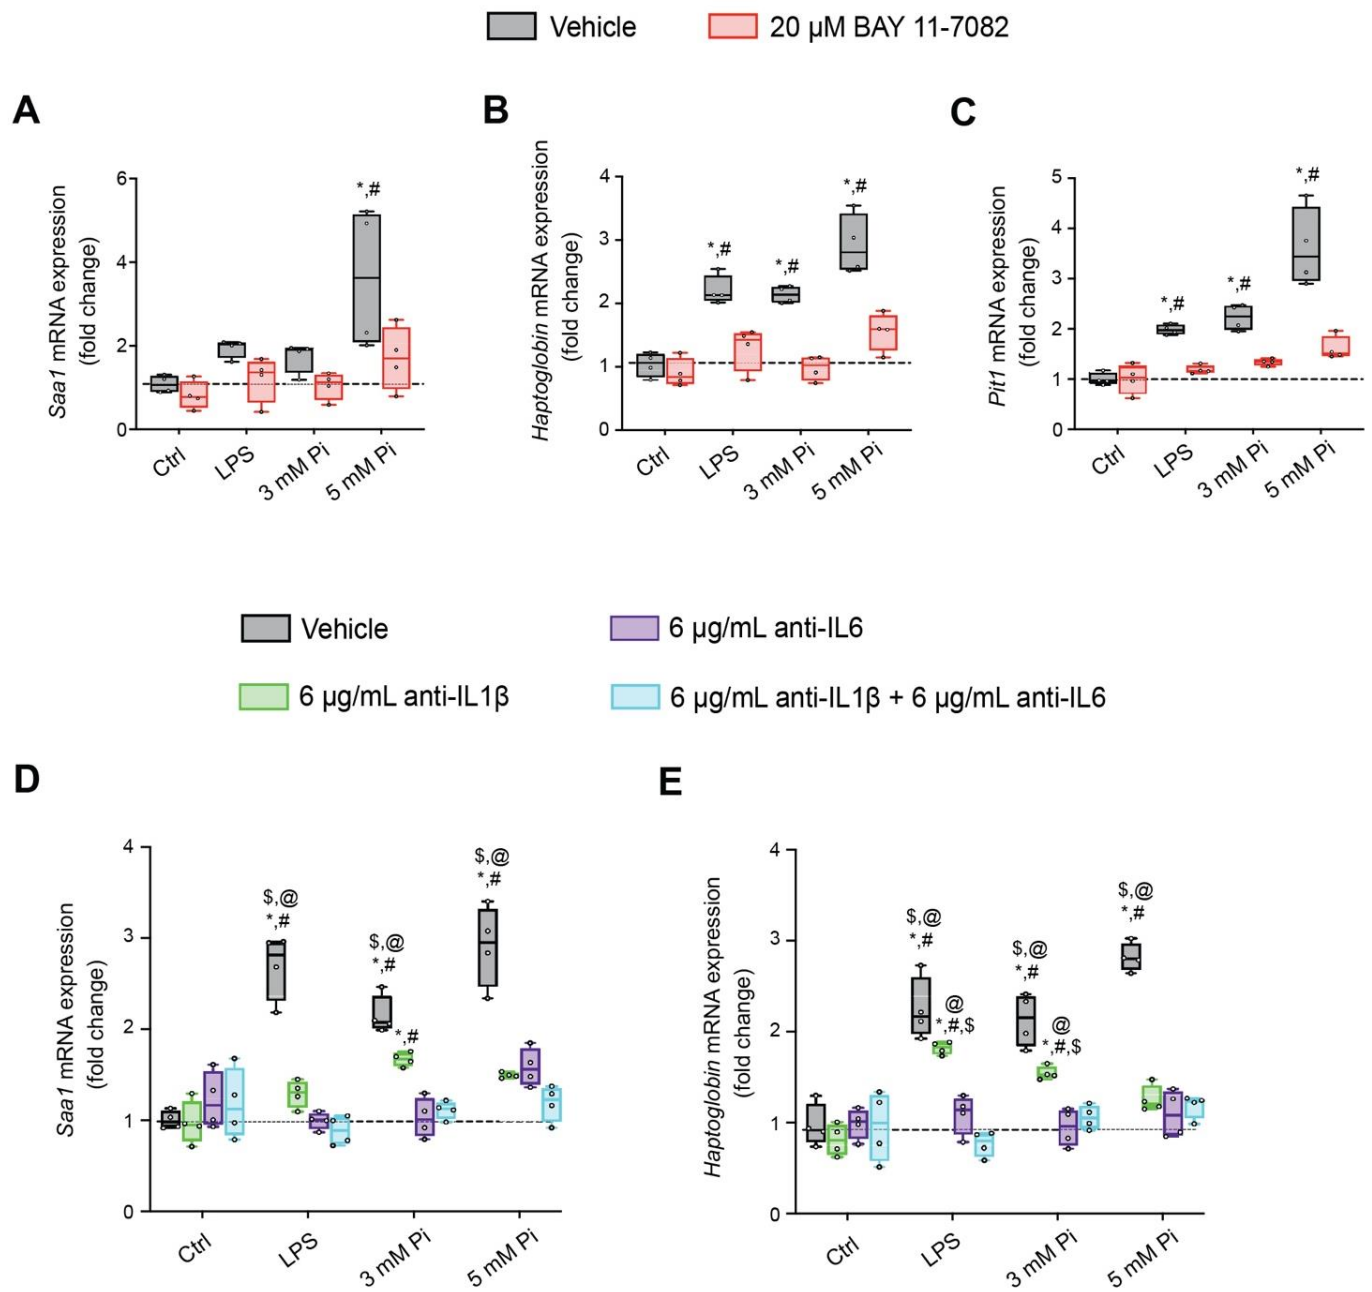 Vehicle
20 µM BAY 11-7082
A
B
C
Saa1 mRNA expression
(fold change)
6
4
2
0
*,#
Ctrl
LPS
3 mM Pi
5 mM Pi
Haptoglobin mRNA expression
(fold change)
4
3
2
1
0
*,#
*,#
*,#
Ctrl
LPS
3 mM Pi
5 mM Pi
Pit1 mRNA expression
(fold change)
5
4
3
2
1
0
*,#
*,#
*,#
Ctrl
LPS
3 mM Pi
5 mM Pi
Vehicle
6 µg/mL anti-IL6
6 µg/mL anti-IL1β
6 µg/mL anti-IL1β + 6 µg/mL anti-IL6
D
E
Saa1 mRNA expression
(fold change)
4
3
2
1
0
$,@
*,#
$,@
*,#
*,#
$,@
*,#
Ctrl
LPS
3 mM Pi
5 mM Pi
Haptoglobin mRNA expression
(fold change)
4
3
2
1
0
$,@
*,#
@
*,#,$
$,@
*,#
@
*,#,$
$,@
*,#
Ctrl
LPS
3 mM Pi
5 mM Pi